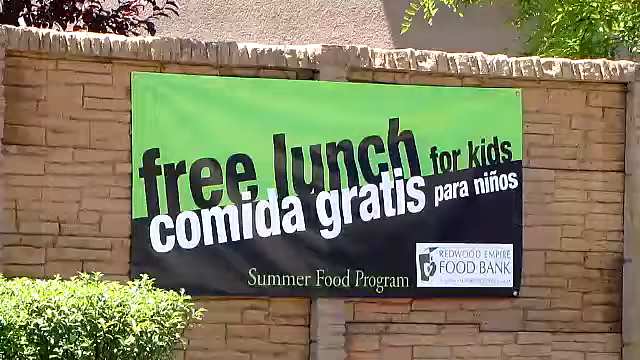 free lunch for kids
comida gratis para niños
Summer Food Program
REDWOOD EMPIRE
FOOD BANK